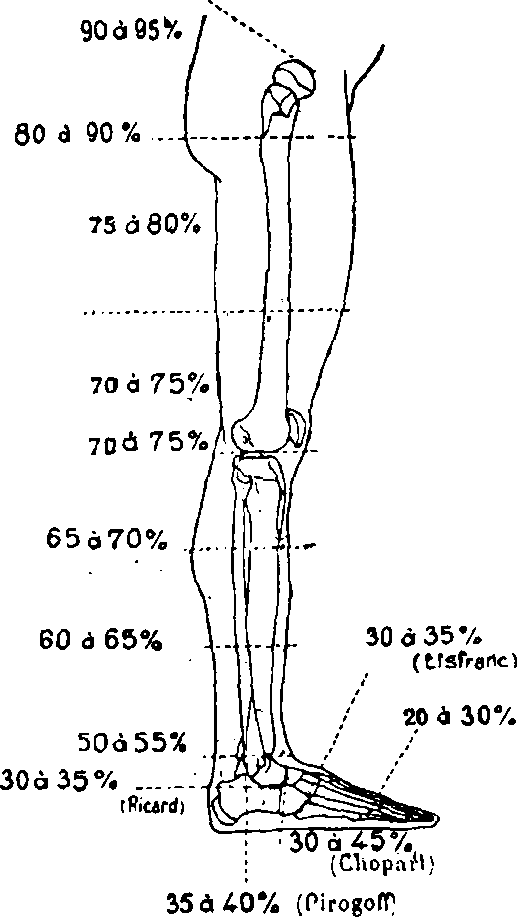 90 à 95%
80 à 90%
75 à 80%
70 à 75%
70 à 75%
65 à 70%
60 à 65%
30 à 35%
(Lisfranc)
20 à 30%
50 à 55%
30 à 35%
(Ricard)
30 à 45%
(Chopart)
35 à 40% (Pirogoff)